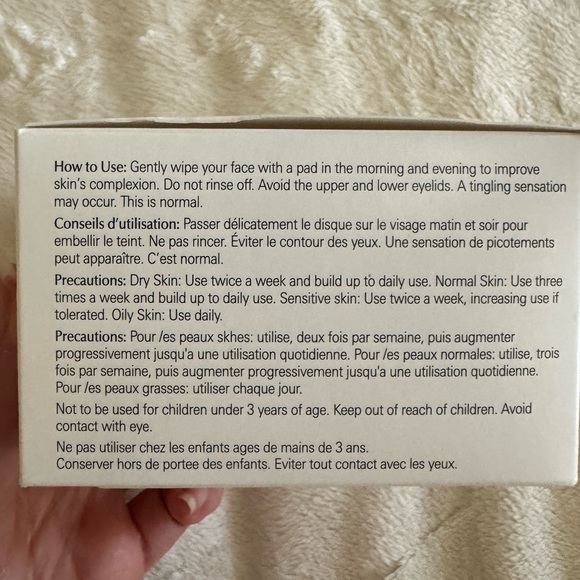 How to Use: Gently wipe your face with a pad in the morning and evening to improve
skin's complexion. Do not rinse off. Avoid the upper and lower eyelids. A tingling sensation
may occur. This is normal.
Conseils d'utilisation: Passer délicatement le disque sur le visage matin et soir pour
embellir le teint. Ne pas rincer. Éviter le contour des yeux. Une sensation de picotements
peut apparaître. C'est normal.
Precautions: Dry Skin: Use twice a week and build up to daily use. Normal Skin: Use three
times a week and build up to daily use. Sensitive skin: Use twice a week, increasing use if
tolerated. Oily Skin: Use daily.
Precautions: Pour /es peaux skhes: utilise, deux fois par semaine, puis augmenter
progressivement jusqu'a une utilisation quotidienne. Pour /es peaux normales: utilise, trois
fois par semaine, puis augmenter progressivement jusqu'a une utilisation quotidienne.
Pour /es peaux grasses: utiliser chaque jour.
Not to be used for children under 3 years of age. Keep out of reach of children. Avoid
contact with eye.
Ne pas utiliser chez les enfants ages de mains de 3 ans.
Conserver hors de portee des enfants. Eviter tout contact avec les yeux.